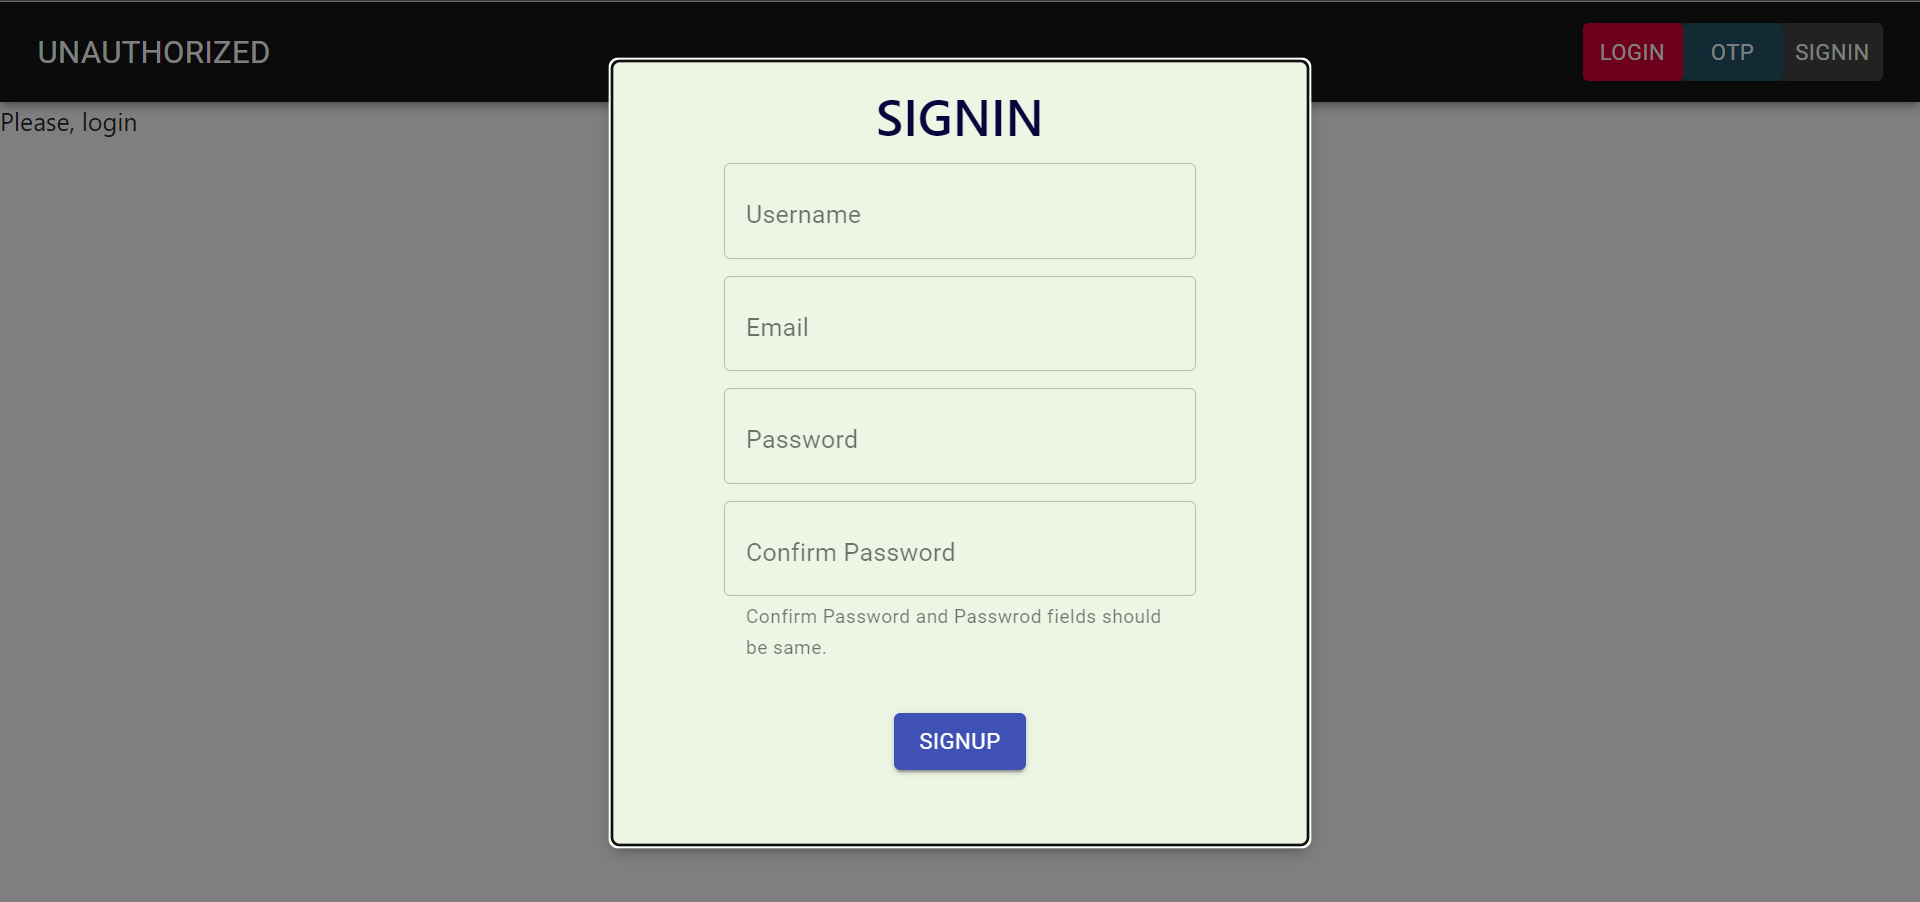 UNAUTHORIZED
LOGIN OTP SIGNIN
Please, login
SIGNIN
Username
Email
Password
Confirm Password
Confirm Password and Passwrod fields should
be same.
SIGNUP